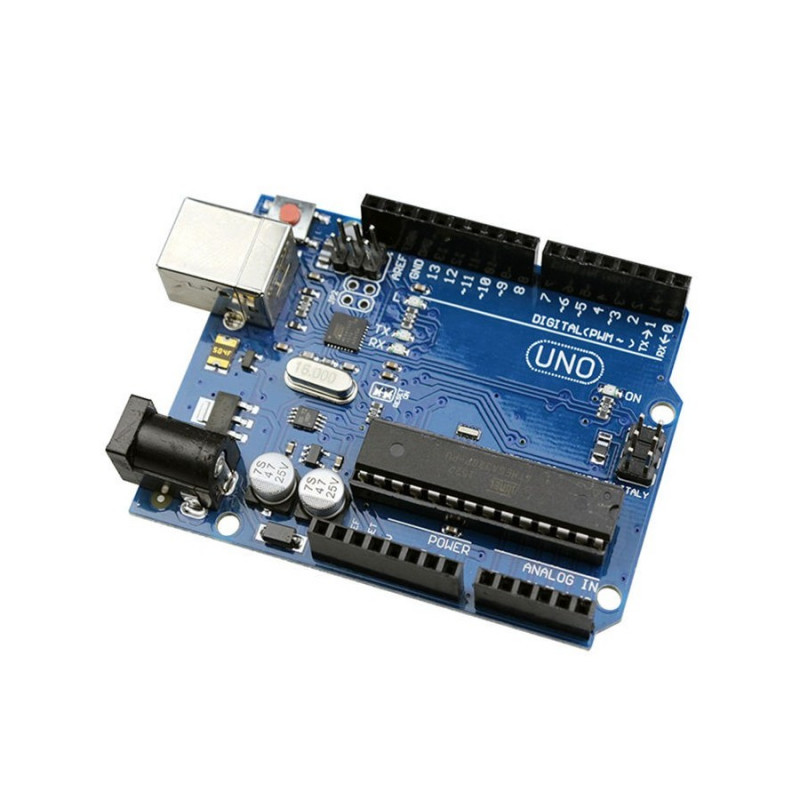 AREF
GND
13
12
~11
~10
~9
8
7
~6
~5
4
~3
2
TX→1
RX←0
DIGITAL(PWM~)
UNO
ON
TX
RX
16.000
7S
47
25V
7S
47
25V
POWER
ANALOG IN